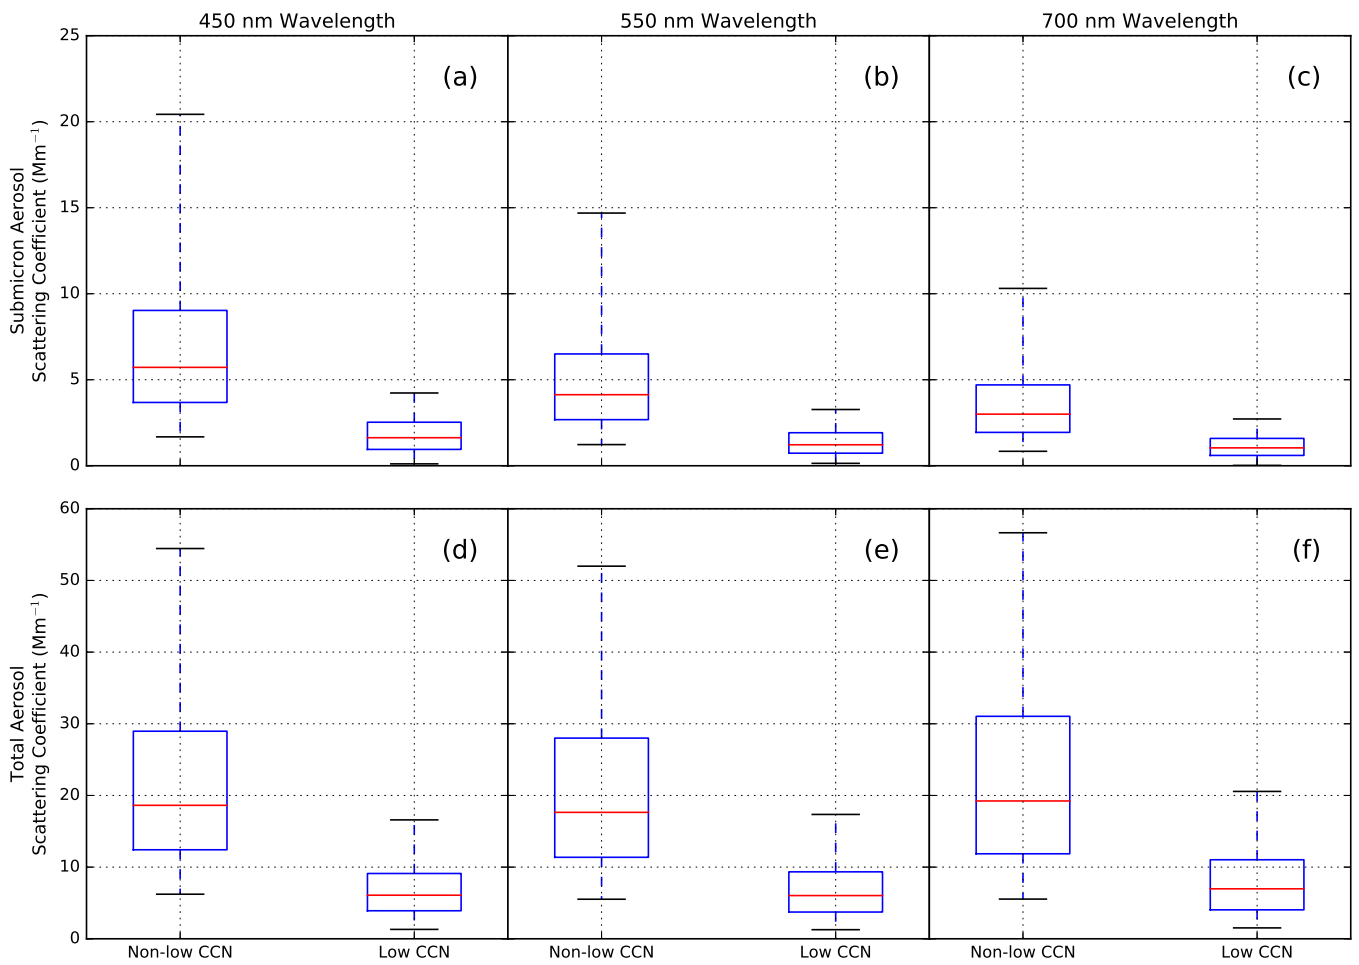 450 nm Wavelength
550 nm Wavelength
700 nm Wavelength
Submicron Aerosol
Scattering Coefficient (Mm⁻¹)
25
20
15
10
5
0
(a)
(b)
(c)
Total Aerosol
Scattering Coefficient (Mm⁻¹)
60
50
40
30
20
10
0
(d)
(e)
(f)
Non-low CCN
Low CCN
Non-low CCN
Low CCN
Non-low CCN
Low CCN